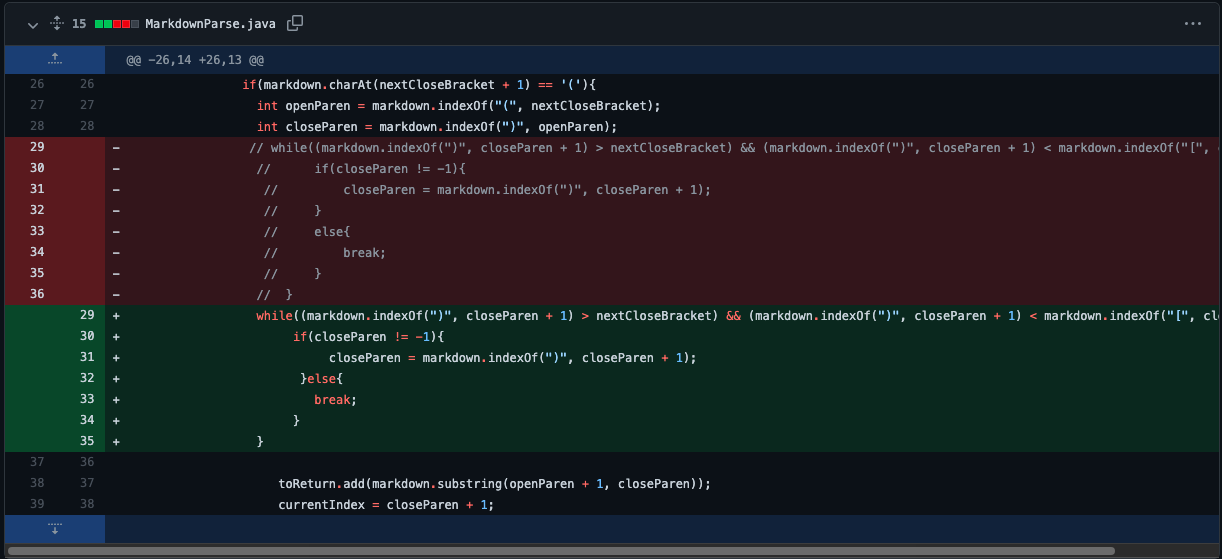 15 MarkdownParse.java
@@ -26,14 +26,13 @@
26 26 if(markdown.charAt(nextCloseBracket + 1) == '('){
27 27 int openParen = markdown.indexOf("(", nextCloseBracket);
28 28 int closeParen = markdown.indexOf(")", openParen);
29 - // while((markdown.indexOf(")", closeParen + 1) > nextCloseBracket) && (markdown.indexOf(")", closeParen + 1) < markdown.indexOf("[",
30 - // if(closeParen != -1){
31 - // closeParen = markdown.indexOf(")", closeParen + 1);
32 - // }
33 - // else{
34 - // break;
35 - // }
36 - // }
29 + while((markdown.indexOf(")", closeParen + 1) > nextCloseBracket) && (markdown.indexOf(")", closeParen + 1) < markdown.indexOf("[", cl
30 + if(closeParen != -1){
31 + closeParen = markdown.indexOf(")", closeParen + 1);
32 + }else{
33 + break;
34 + }
35 + }
37 36
38 37 toReturn.add(markdown.substring(openParen + 1, closeParen));
39 38 currentIndex = closeParen + 1;